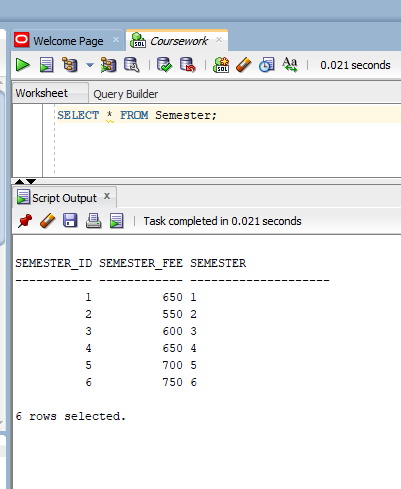 Welcome Page Coursework
SQL 0.021 seconds
Worksheet Query Builder
SELECT * FROM Semester;
Script Output x
Task completed in 0.021 seconds
SEMESTER_ID SEMESTER_FEE SEMESTER
----------- ------------ --------------------
1 650 1
2 550 2
3 600 3
4 650 4
5 700 5
6 750 6
6 rows selected.